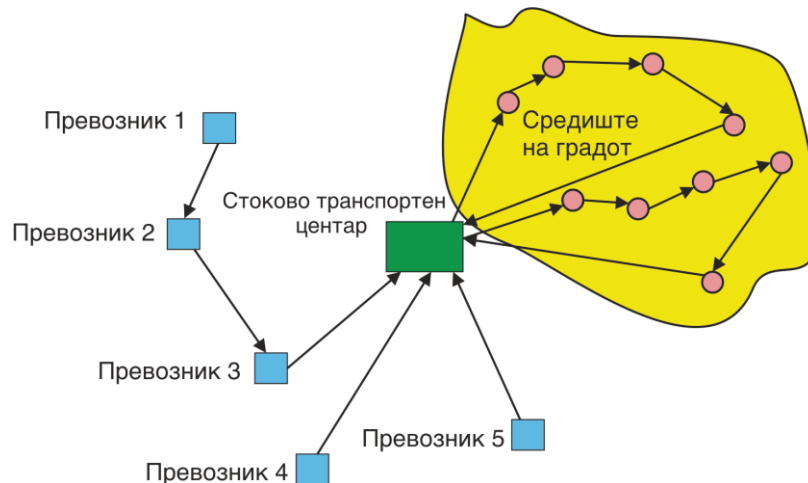 Превозник 1
Средиште
на градот
Стоково транспортен
центар
Превозник 2
Превозник 3
Превозник 5
Превозник 4